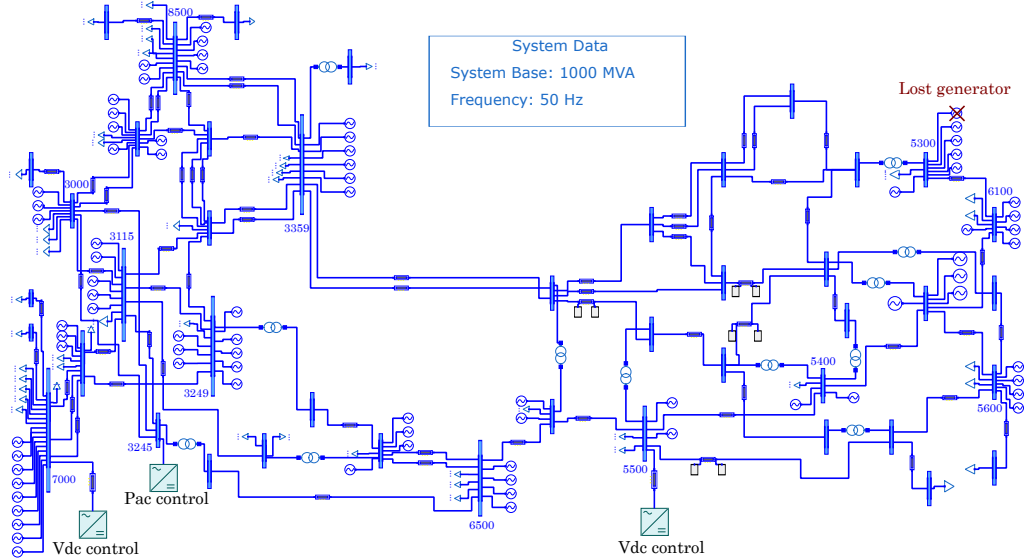 8500
System Data
System Base: 1000 MVA
Frequency: 50 Hz
Lost generator
5300
3000
6100
3359
3115
3249
5400
5600
3245
5500
7000
Pac control
6500
Vdc control
Vdc control